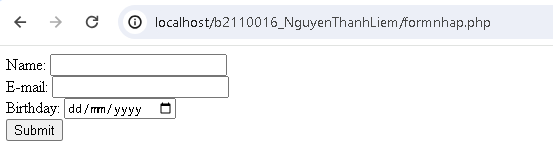 localhost/b2110016_NguyenThanhLiem/formnhap.php
Name:
E-mail:
Birthday: dd/mm/yyyy
Submit